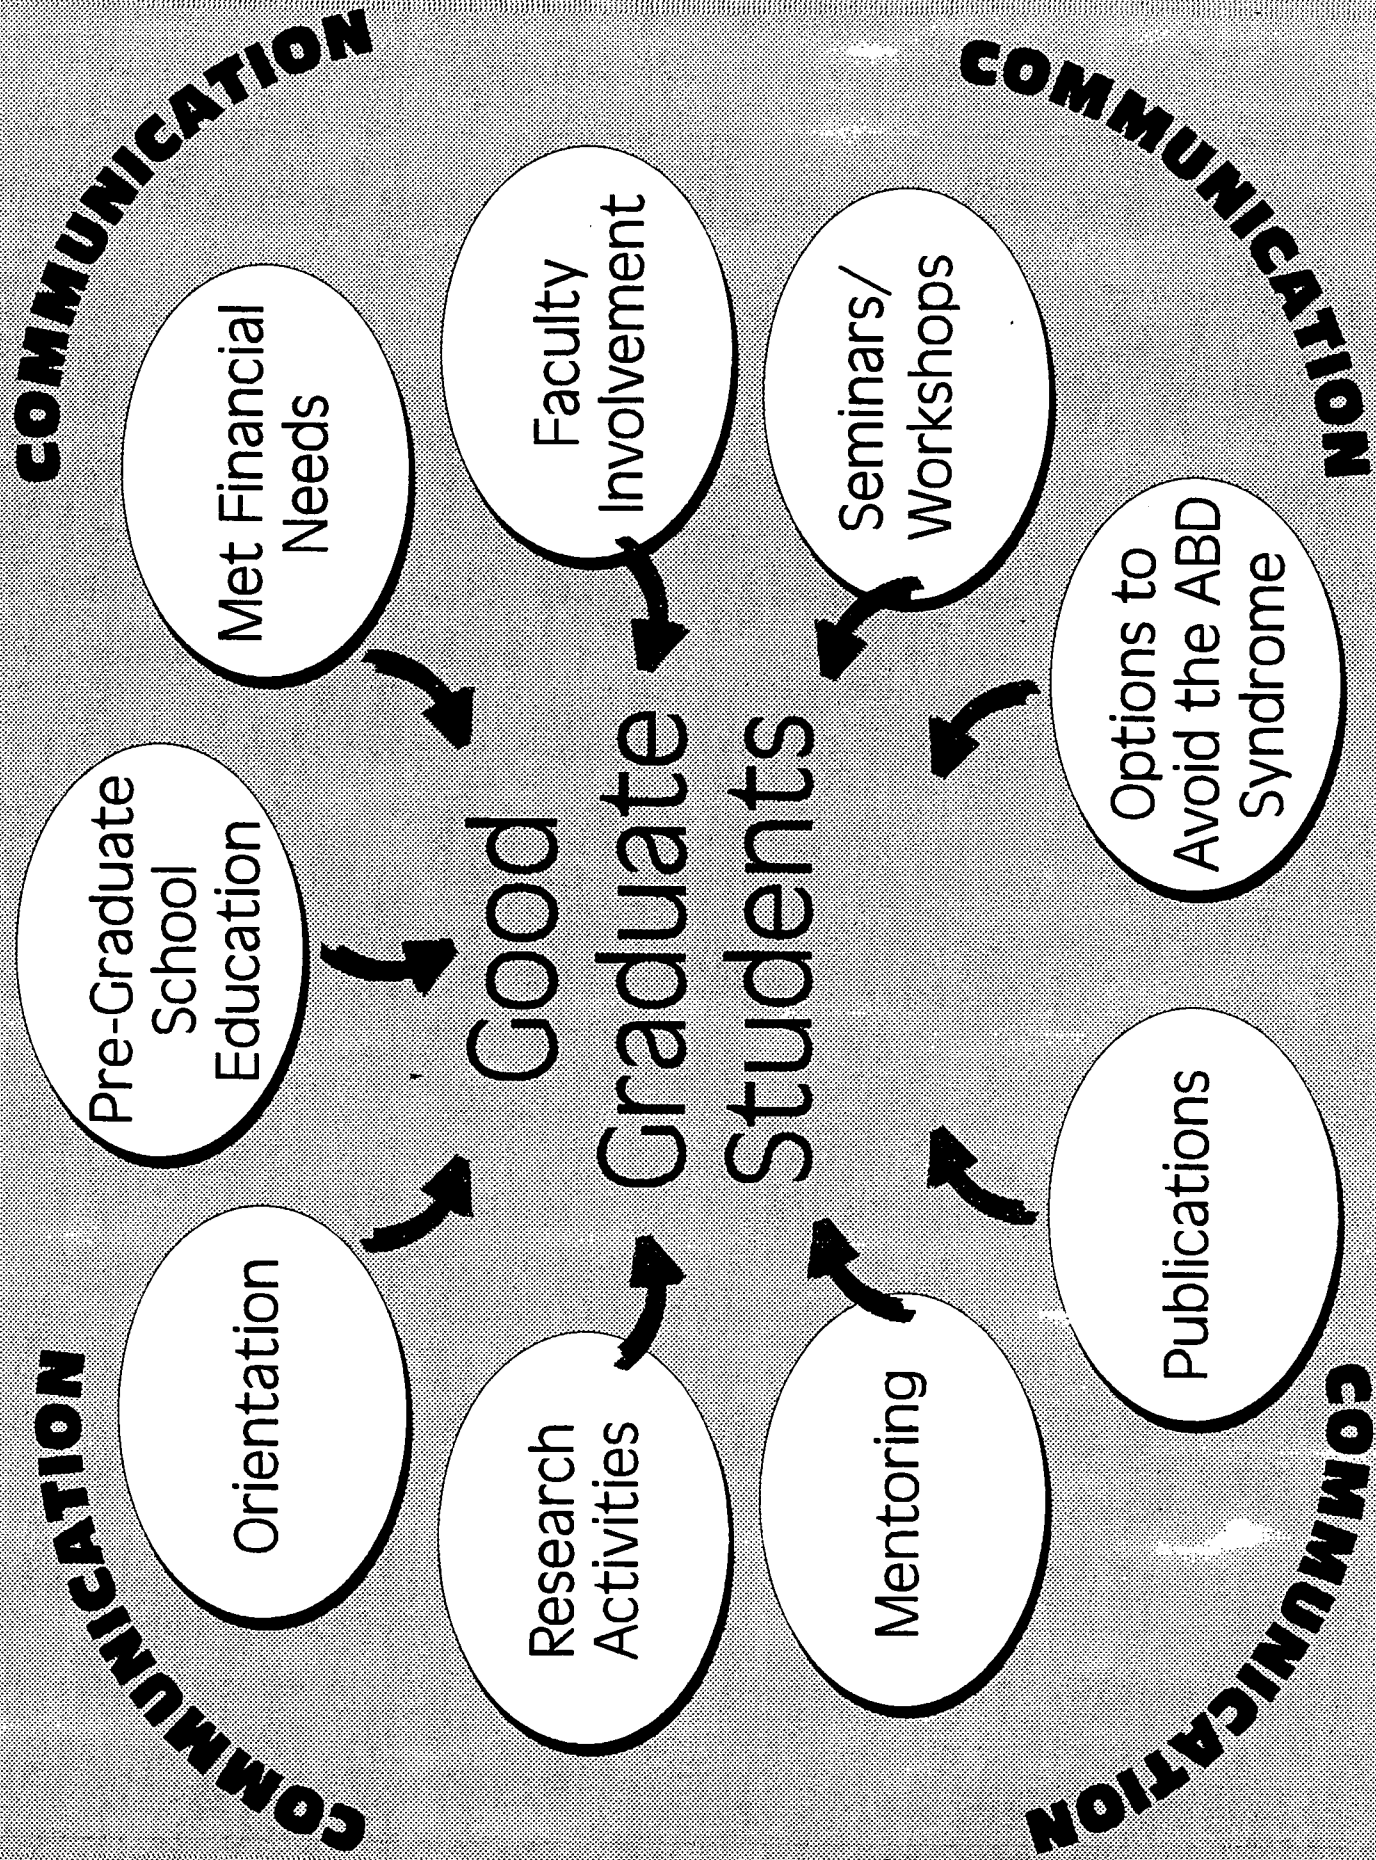 COMMUNICATION
COMMUNICATION
Pre-Graduate
School
Education
Orientation
Met Financial
Needs
Research
Activities
Faculty
Involvement
Good
Graduate
Students
Mentoring
Seminars/
Workshops
Publications
Options to
Avoid the ABD
Syndrome
COMMUNICATION
COMMUNICATION